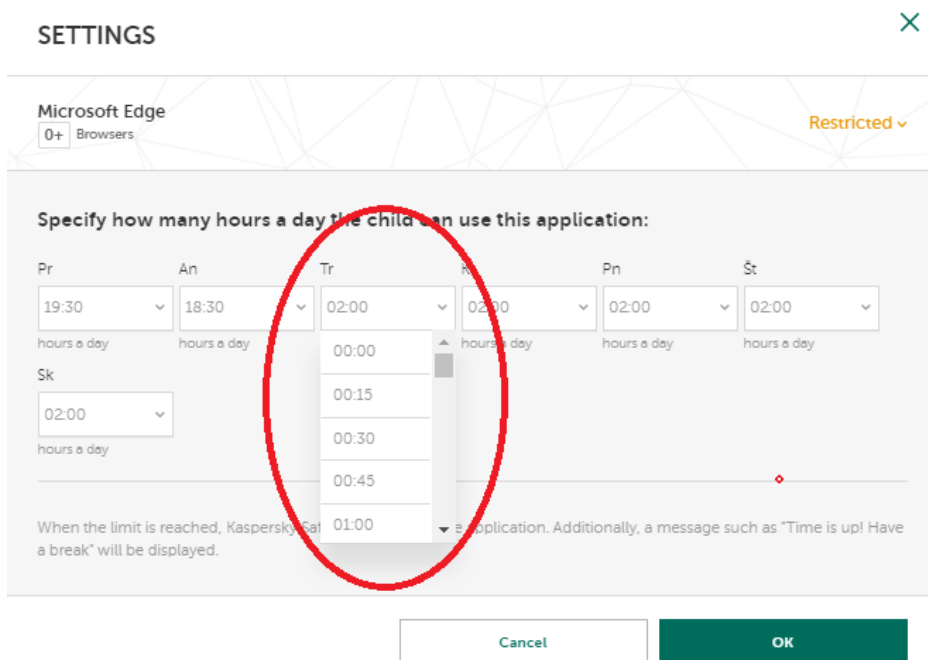 SETTINGS
Microsoft Edge
0+ Browsers
Restricted
Specify how many hours a day the child can use this application:
Pr An Tr Pn Št
19:30 18:30 02:00 02:00 02:00 02:00
hours a day hours a day hours a day hours a day hours a day
00:00
00:15
00:30
00:45
01:00
Sk
02:00
hours a day
When the limit is reached, Kaspersky application. Additionally, a message such as "Time is up! Have
a break" will be displayed.
Cancel OK